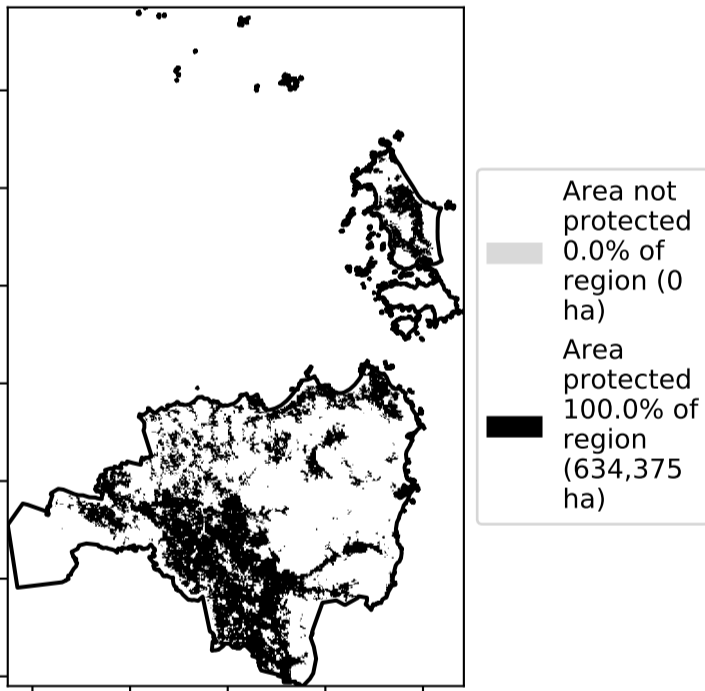 Area not
protected
0.0% of
region (0
ha)
Area
protected
100.0% of
region
(634,375
ha)